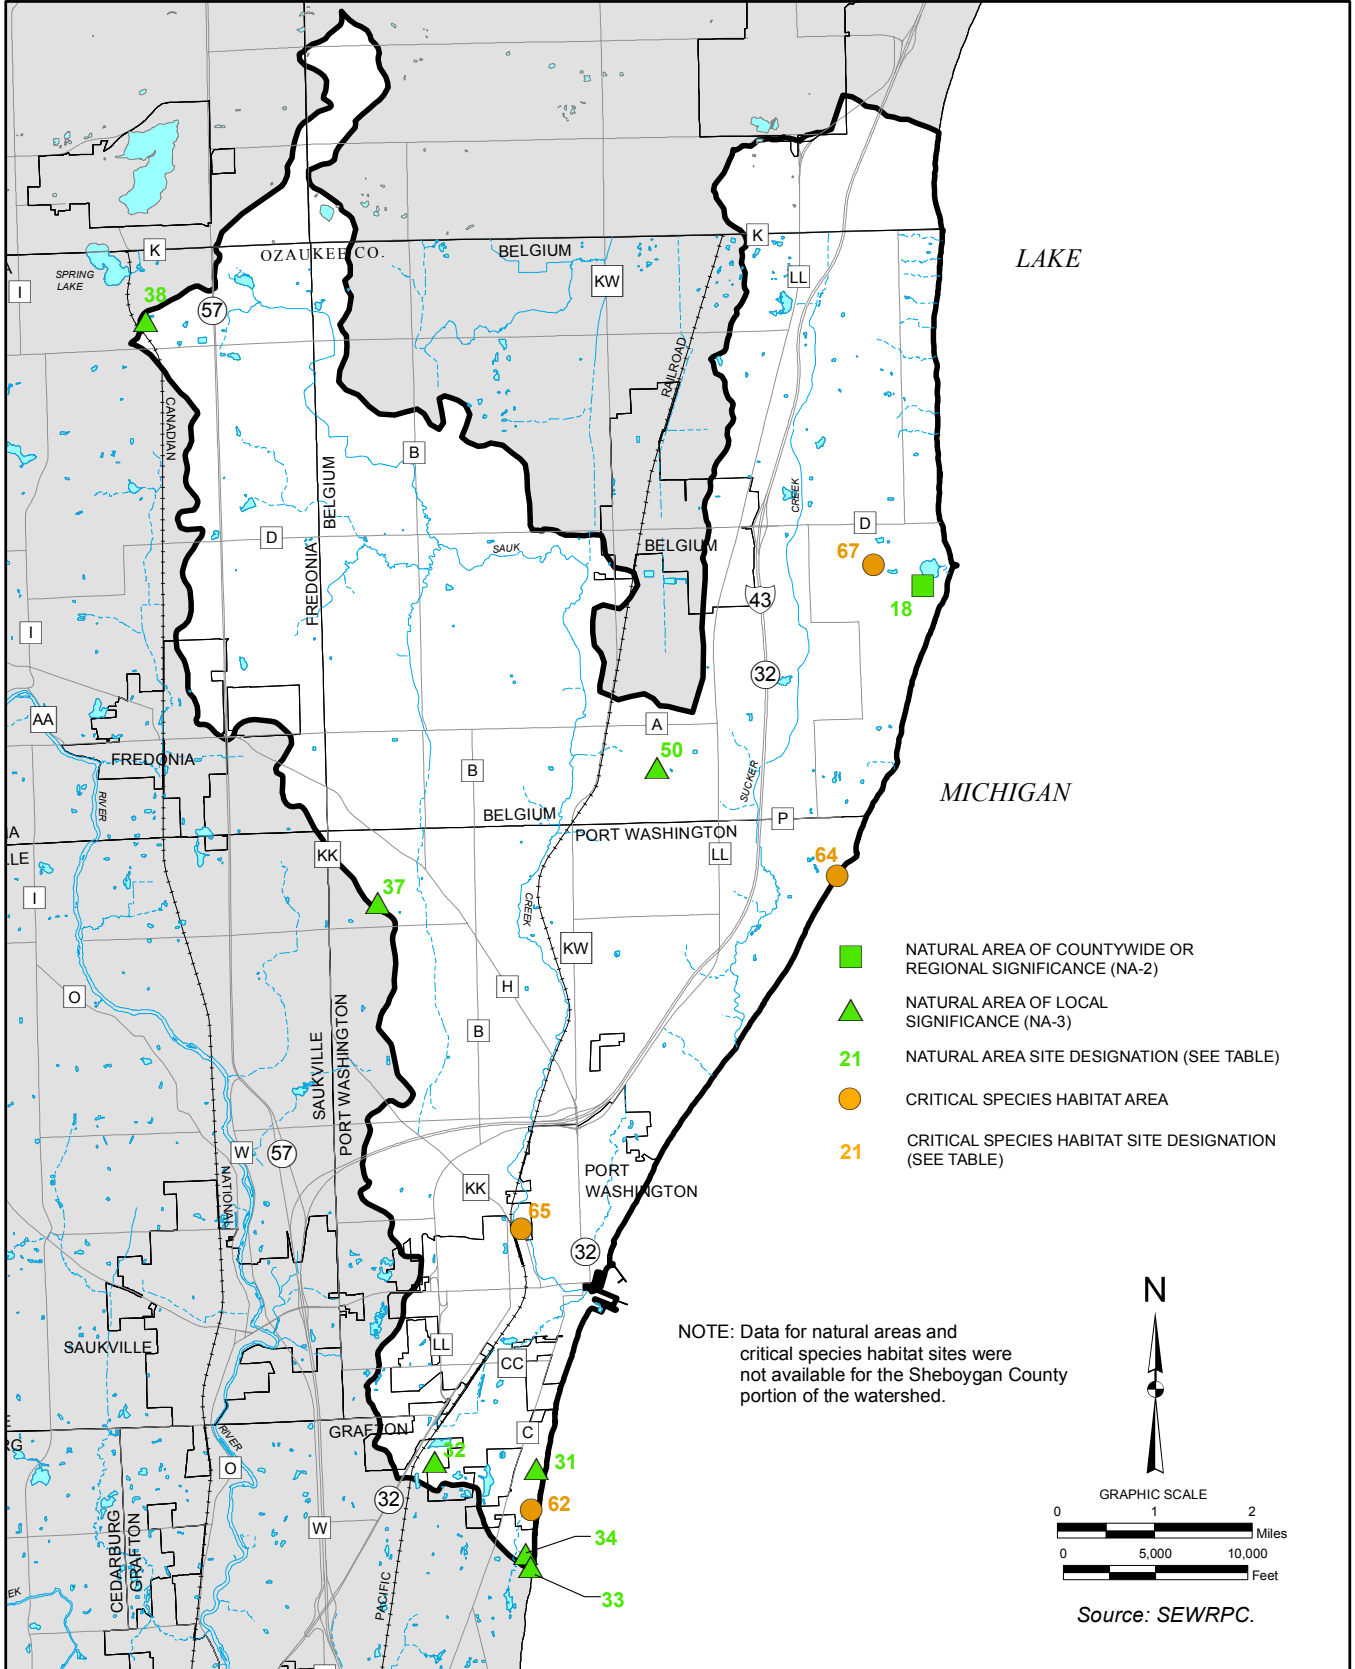 K
OZAUKEE CO.
BELGIUM
K
LAKE
SPRING
LAKE
I
KW
LL
38
57
RAILROAD
CANADIAN
B
BELGIUM
FREDONIA
CREEK
D
D
SAUK
BELGIUM
67
18
43
I
32
AA
A
50
FREDONIA
B
RIVER
SUCKER
MICHIGAN
BELGIUM
PORT WASHINGTON
P
A
LLE
KK
LL
64
I
37
CREEK
KW
O
H
B
SAUKVILLE
PORT WASHINGTON
NATURAL AREA OF COUNTYWIDE OR
REGIONAL SIGNIFICANCE (NA-2)
NATURAL AREA OF LOCAL
SIGNIFICANCE (NA-3)
21
NATURAL AREA SITE DESIGNATION (SEE TABLE)
CRITICAL SPECIES HABITAT AREA
21
CRITICAL SPECIES HABITAT SITE DESIGNATION
(SEE TABLE)
W
57
NATIONAL
KK
PORT
WASHINGTON
65
32
SAUKVILLE
LL
CC
NOTE: Data for natural areas and
critical species habitat sites were
not available for the Sheboygan County
portion of the watershed.
N
GRAFTON
C
RG
RIVER
O
32
31
32
62
W
CEDARBURG
GRAFTON
34
33
EK
PACIFIC
GRAPHIC SCALE
0 1 2
Miles
0 5,000 10,000
Feet
Source: SEWRPC.